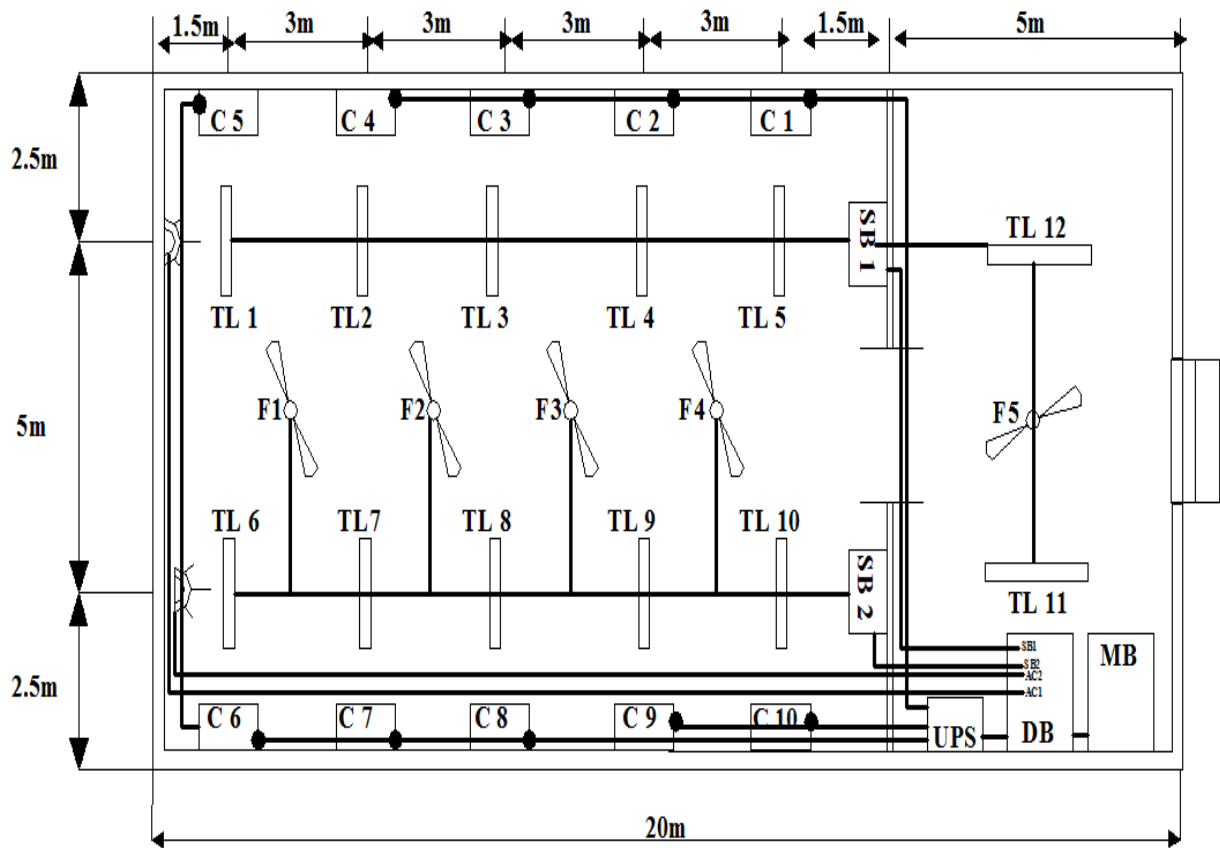 1.5m 3m 3m 3m 3m 1.5m 5m
C 5 C 4 C 3 C 2 C 1
2.5m
SB 1
TL 12
TL 1 TL2 TL 3 TL 4 TL 5
F1 F2 F3 F4 F5
5m
TL 6 TL7 TL 8 TL 9 TL 10
SB 2
TL 11
SB1
SB2
AC2
AC1
MB
2.5m
C 6 C 7 C 8 C 9 C 10
UPS DB
20m